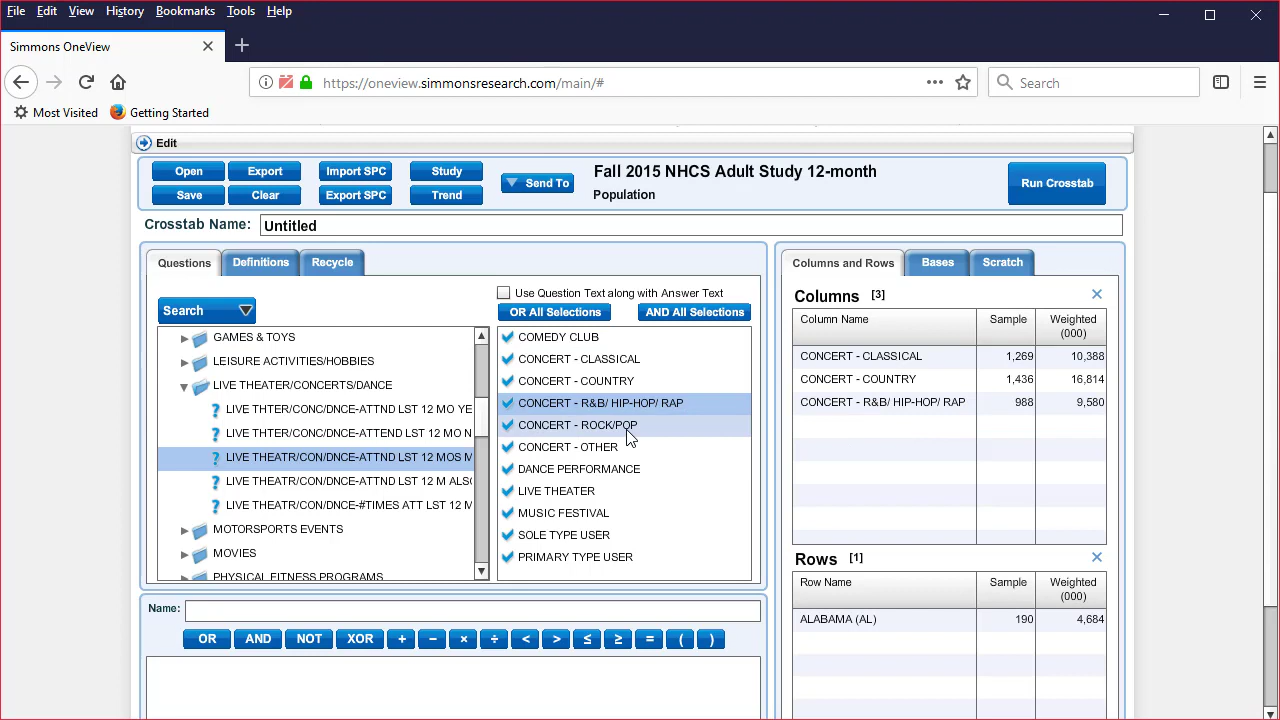 File Edit View History Bookmarks Tools Help
Simmons OneView
https://oneview.simmonsresearch.com/main/#
Search
Most Visited Getting Started
Edit
Open Export Import SPC Study Send To Fall 2015 NHCS Adult Study 12-month Run Crosstab
Save Clear Export SPC Trend Population
Crosstab Name: Untitled
Questions Definitions Recycle
Columns and Rows Bases Scratch
Use Question Text along with Answer Text
Search
OR All Selections AND All Selections
GAMES & TOYS
LEISURE ACTIVITIES/HOBBIES
LIVE THEATER/CONCERTS/DANCE
LIVE THTER/CONC/DNCE-ATTND LST 12 MO YE
LIVE THTER/CONC/DNCE-ATTEND LST 12 MO N
LIVE THEATR/CON/DNCE-ATTND LST 12 MOS M
LIVE THEATR/CON/DNCE-ATTND LST 12 M ALSO
LIVE THEATR/CON/DNCE-#TIMES ATT LST 12 M
MOTORSPORTS EVENTS
MOVIES
PHYSICAL FITNESS PROGRAMS
COMEDY CLUB
CONCERT - CLASSICAL
CONCERT - COUNTRY
CONCERT - R&B/ HIP-HOP/ RAP
CONCERT - ROCK/POP
CONCERT - OTHER
DANCE PERFORMANCE
LIVE THEATER
MUSIC FESTIVAL
SOLE TYPE USER
PRIMARY TYPE USER
Columns [3]
Column Name Sample Weighted (000)
CONCERT - CLASSICAL 1,269 10,388
CONCERT - COUNTRY 1,436 16,814
CONCERT - R&B/ HIP-HOP/ RAP 988 9,580
Rows [1]
Row Name Sample Weighted (000)
ALABAMA (AL) 190 4,684
Name:
OR AND NOT XOR + − × ÷ < > ≤ ≥ = ( )